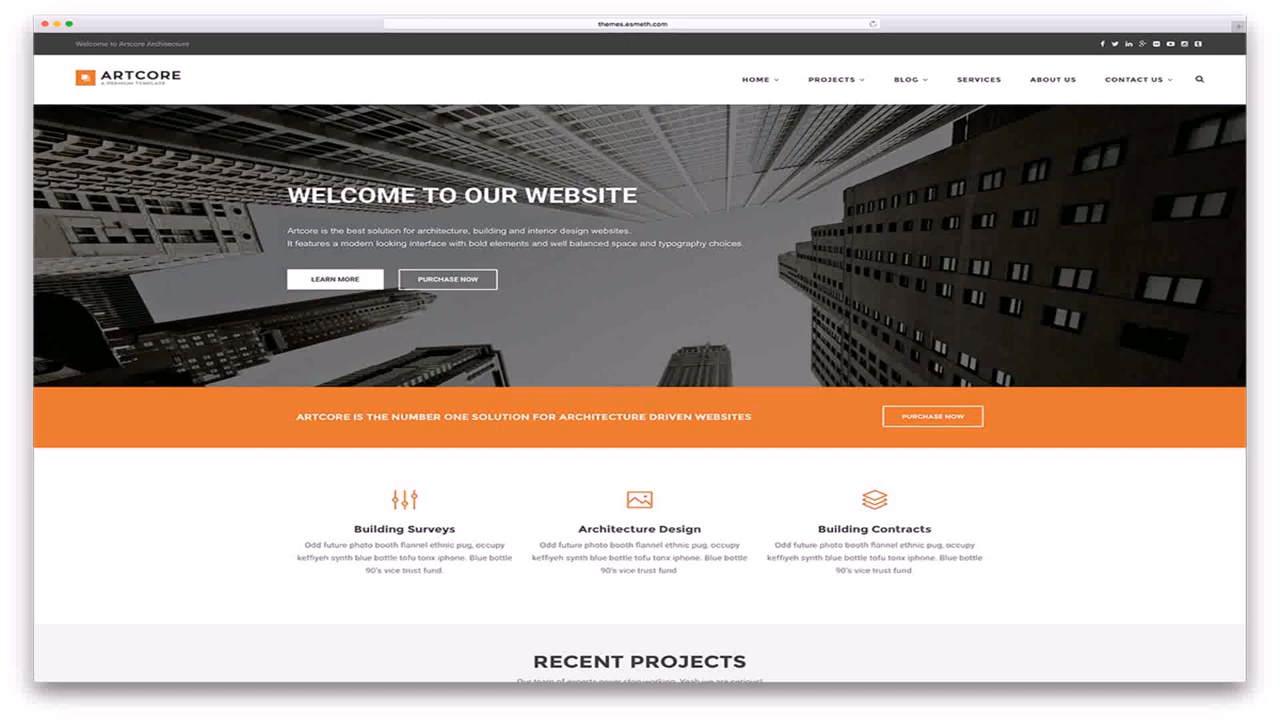 themes.esmeth.com
Welcome to Artcore Architecture
ARTCORE
A PREMIUM TEMPLATE
HOME PROJECTS BLOG SERVICES ABOUT US CONTACT US
WELCOME TO OUR WEBSITE
Artcore is the best solution for architecture, building and interior design websites.
It features a modern looking interface with bold elements and well balanced space and typography choices.
LEARN MORE PURCHASE NOW
ARTCORE IS THE NUMBER ONE SOLUTION FOR ARCHITECTURE DRIVEN WEBSITES
PURCHASE NOW
Building Surveys
Odd future photo booth flannel ethnic pug, occupy
keffiyeh synth blue bottle tofu tonx iphone. Blue bottle
90's vice trust fund.
Architecture Design
Odd future photo booth flannel ethnic pug, occupy
keffiyeh synth blue bottle tofu tonx iphone. Blue bottle
90's vice trust fund.
Building Contracts
Odd future photo booth flannel ethnic pug, occupy
keffiyeh synth blue bottle tofu tonx iphone. Blue bottle
90's vice trust fund.
RECENT PROJECTS
Our team of experts never stop working. Yeah we are serious!